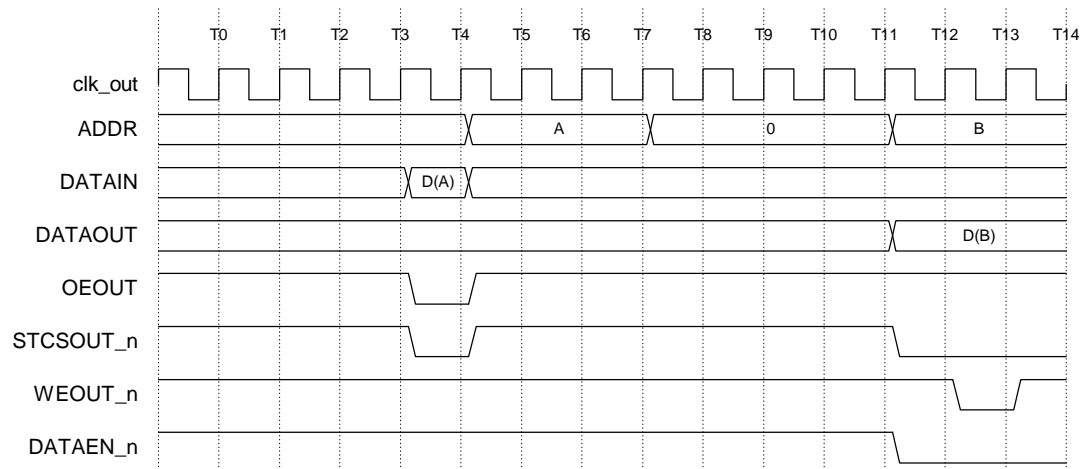 T0 T1 T2 T3 T4 T5 T6 T7 T8 T9 T10 T11 T12 T13 T14
clk_out
ADDR A 0 B
DATAIN D(A)
DATAOUT D(B)
OEOUT
STCSOUT_n
WEOUT_n
DATAEN_n